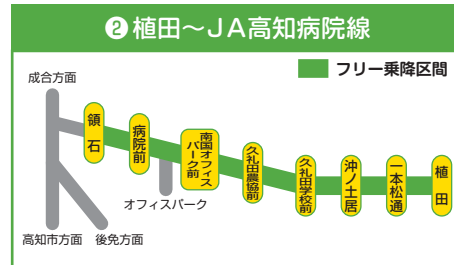 ❷植田～ＪＡ高知病院線
フリー乗降区間
成合方面
領石
病院前
南国オフィス
パーク前
久礼田農協前
久礼田学校前
沖ノ土居
一本松通
植田
オフィスパーク
高知市方面
後免方面